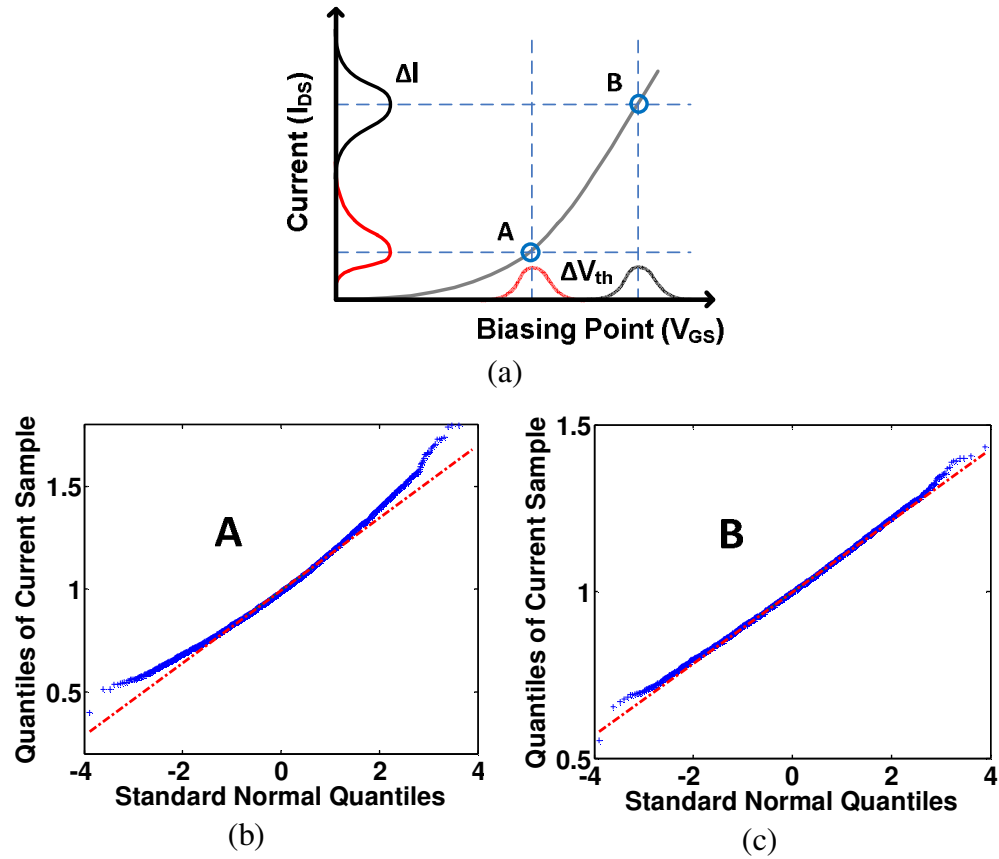 ΔI
B
Current (I_DS)
A
ΔV_th
Biasing Point (V_GS)
(a)
Quantiles of Current Sample
1.5
1
0.5
A
-4
-2
0
2
4
Standard Normal Quantiles
(b)
Quantiles of Current Sample
1.5
1
0.5
B
-4
-2
0
2
4
Standard Normal Quantiles
(c)